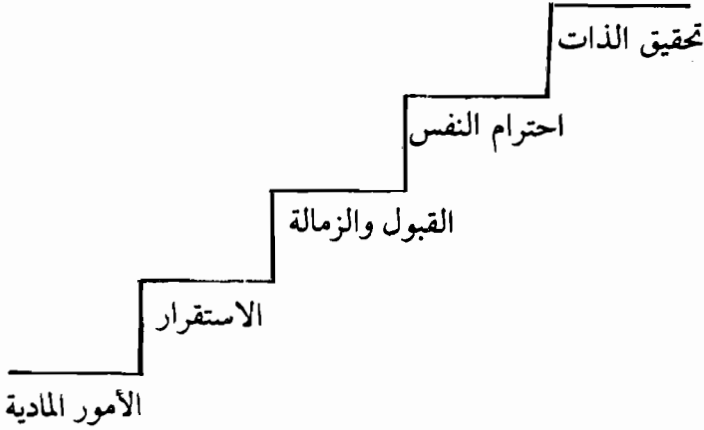 تحقيق الذات
احترام النفس
القبول والزمالة
الاستقرار
الأمور المادية